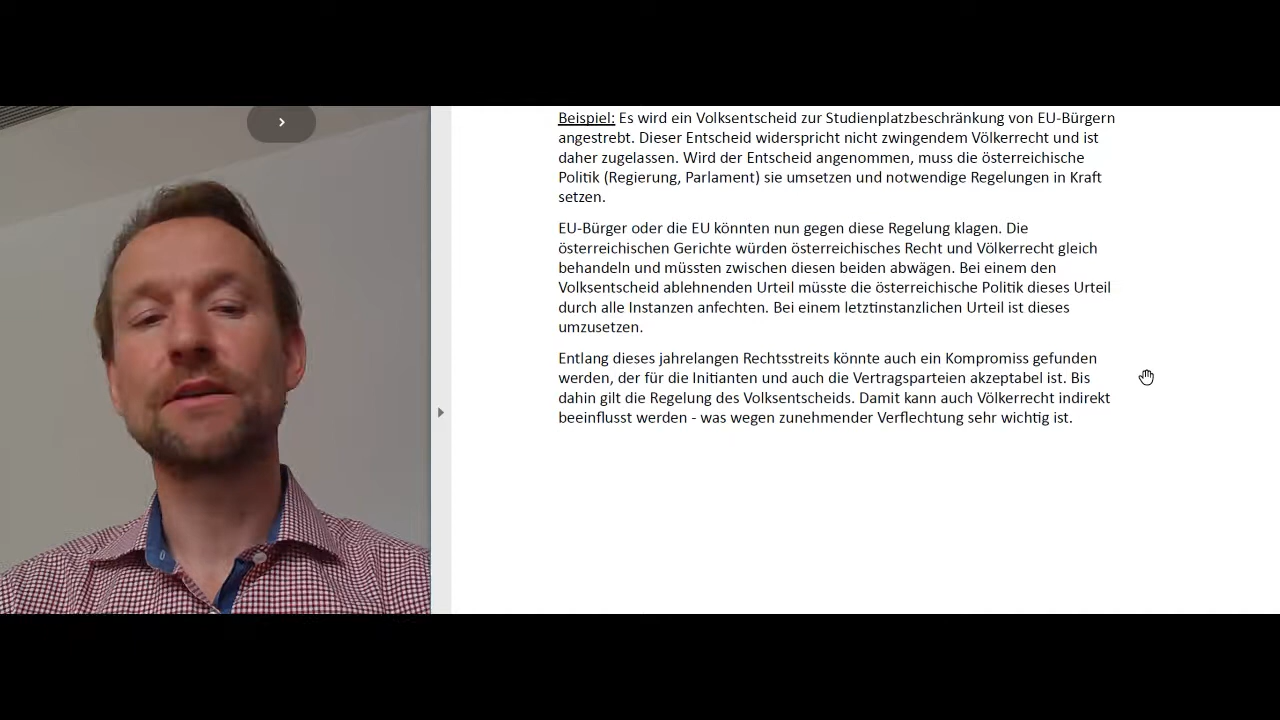 Beispiel: Es wird ein Volksentscheid zur Studienplatzbeschränkung von EU-Bürgern
angestrebt. Dieser Entscheid widerspricht nicht zwingendem Völkerrecht und ist
daher zugelassen. Wird der Entscheid angenommen, muss die österreichische
Politik (Regierung, Parlament) sie umsetzen und notwendige Regelungen in Kraft
setzen.
EU-Bürger oder die EU könnten nun gegen diese Regelung klagen. Die
österreichischen Gerichte würden österreichisches Recht und Völkerrecht gleich
behandeln und müssten zwischen diesen beiden abwägen. Bei einem den
Volksentscheid ablehnenden Urteil müsste die österreichische Politik dieses Urteil
durch alle Instanzen anfechten. Bei einem letztinstanzlichen Urteil ist dieses
umzusetzen.
Entlang dieses jahrelangen Rechtsstreits könnte auch ein Kompromiss gefunden
werden, der für die Initianten und auch die Vertragsparteien akzeptabel ist. Bis
dahin gilt die Regelung des Volksentscheids. Damit kann auch Völkerrecht indirekt
beeinflusst werden - was wegen zunehmender Verflechtung sehr wichtig ist.